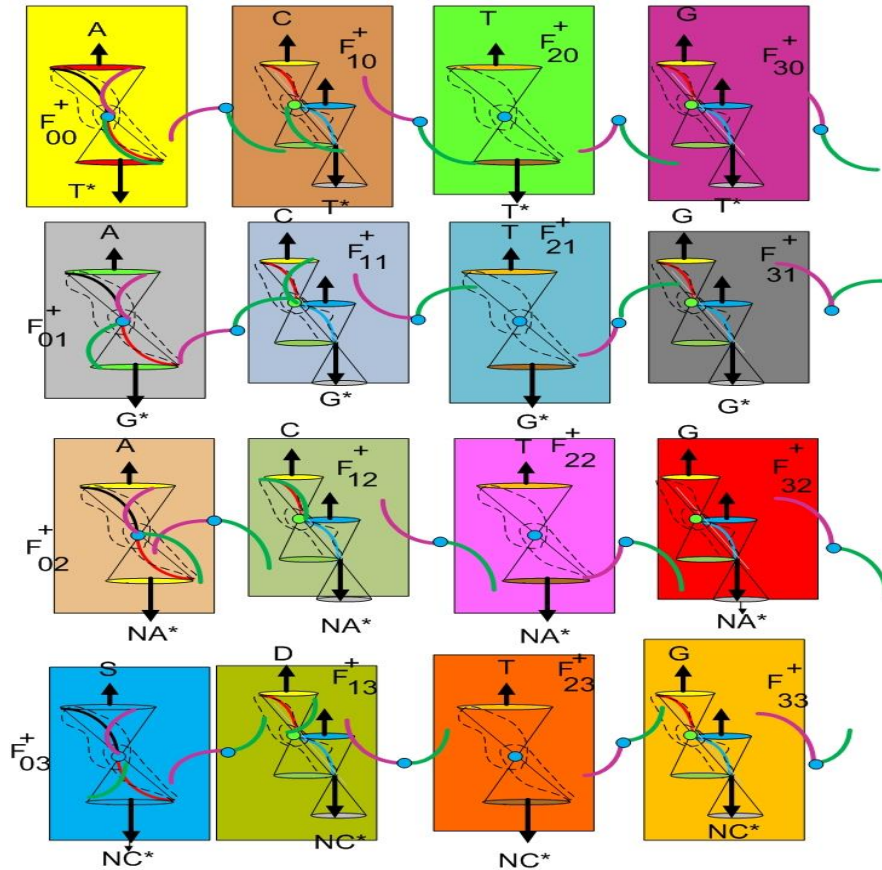 A C T G
F+00 F+10 F+20 F+30
T* T* T* T*
A C T G
F+01 F+11 F+21 F+31
G* G* G* G*
A C T G
F+02 F+12 F+22 F+32
NA* NA* NA* NA*
S D T G
F+03 F+13 F+23 F+33
NC* NC* NC* NC*